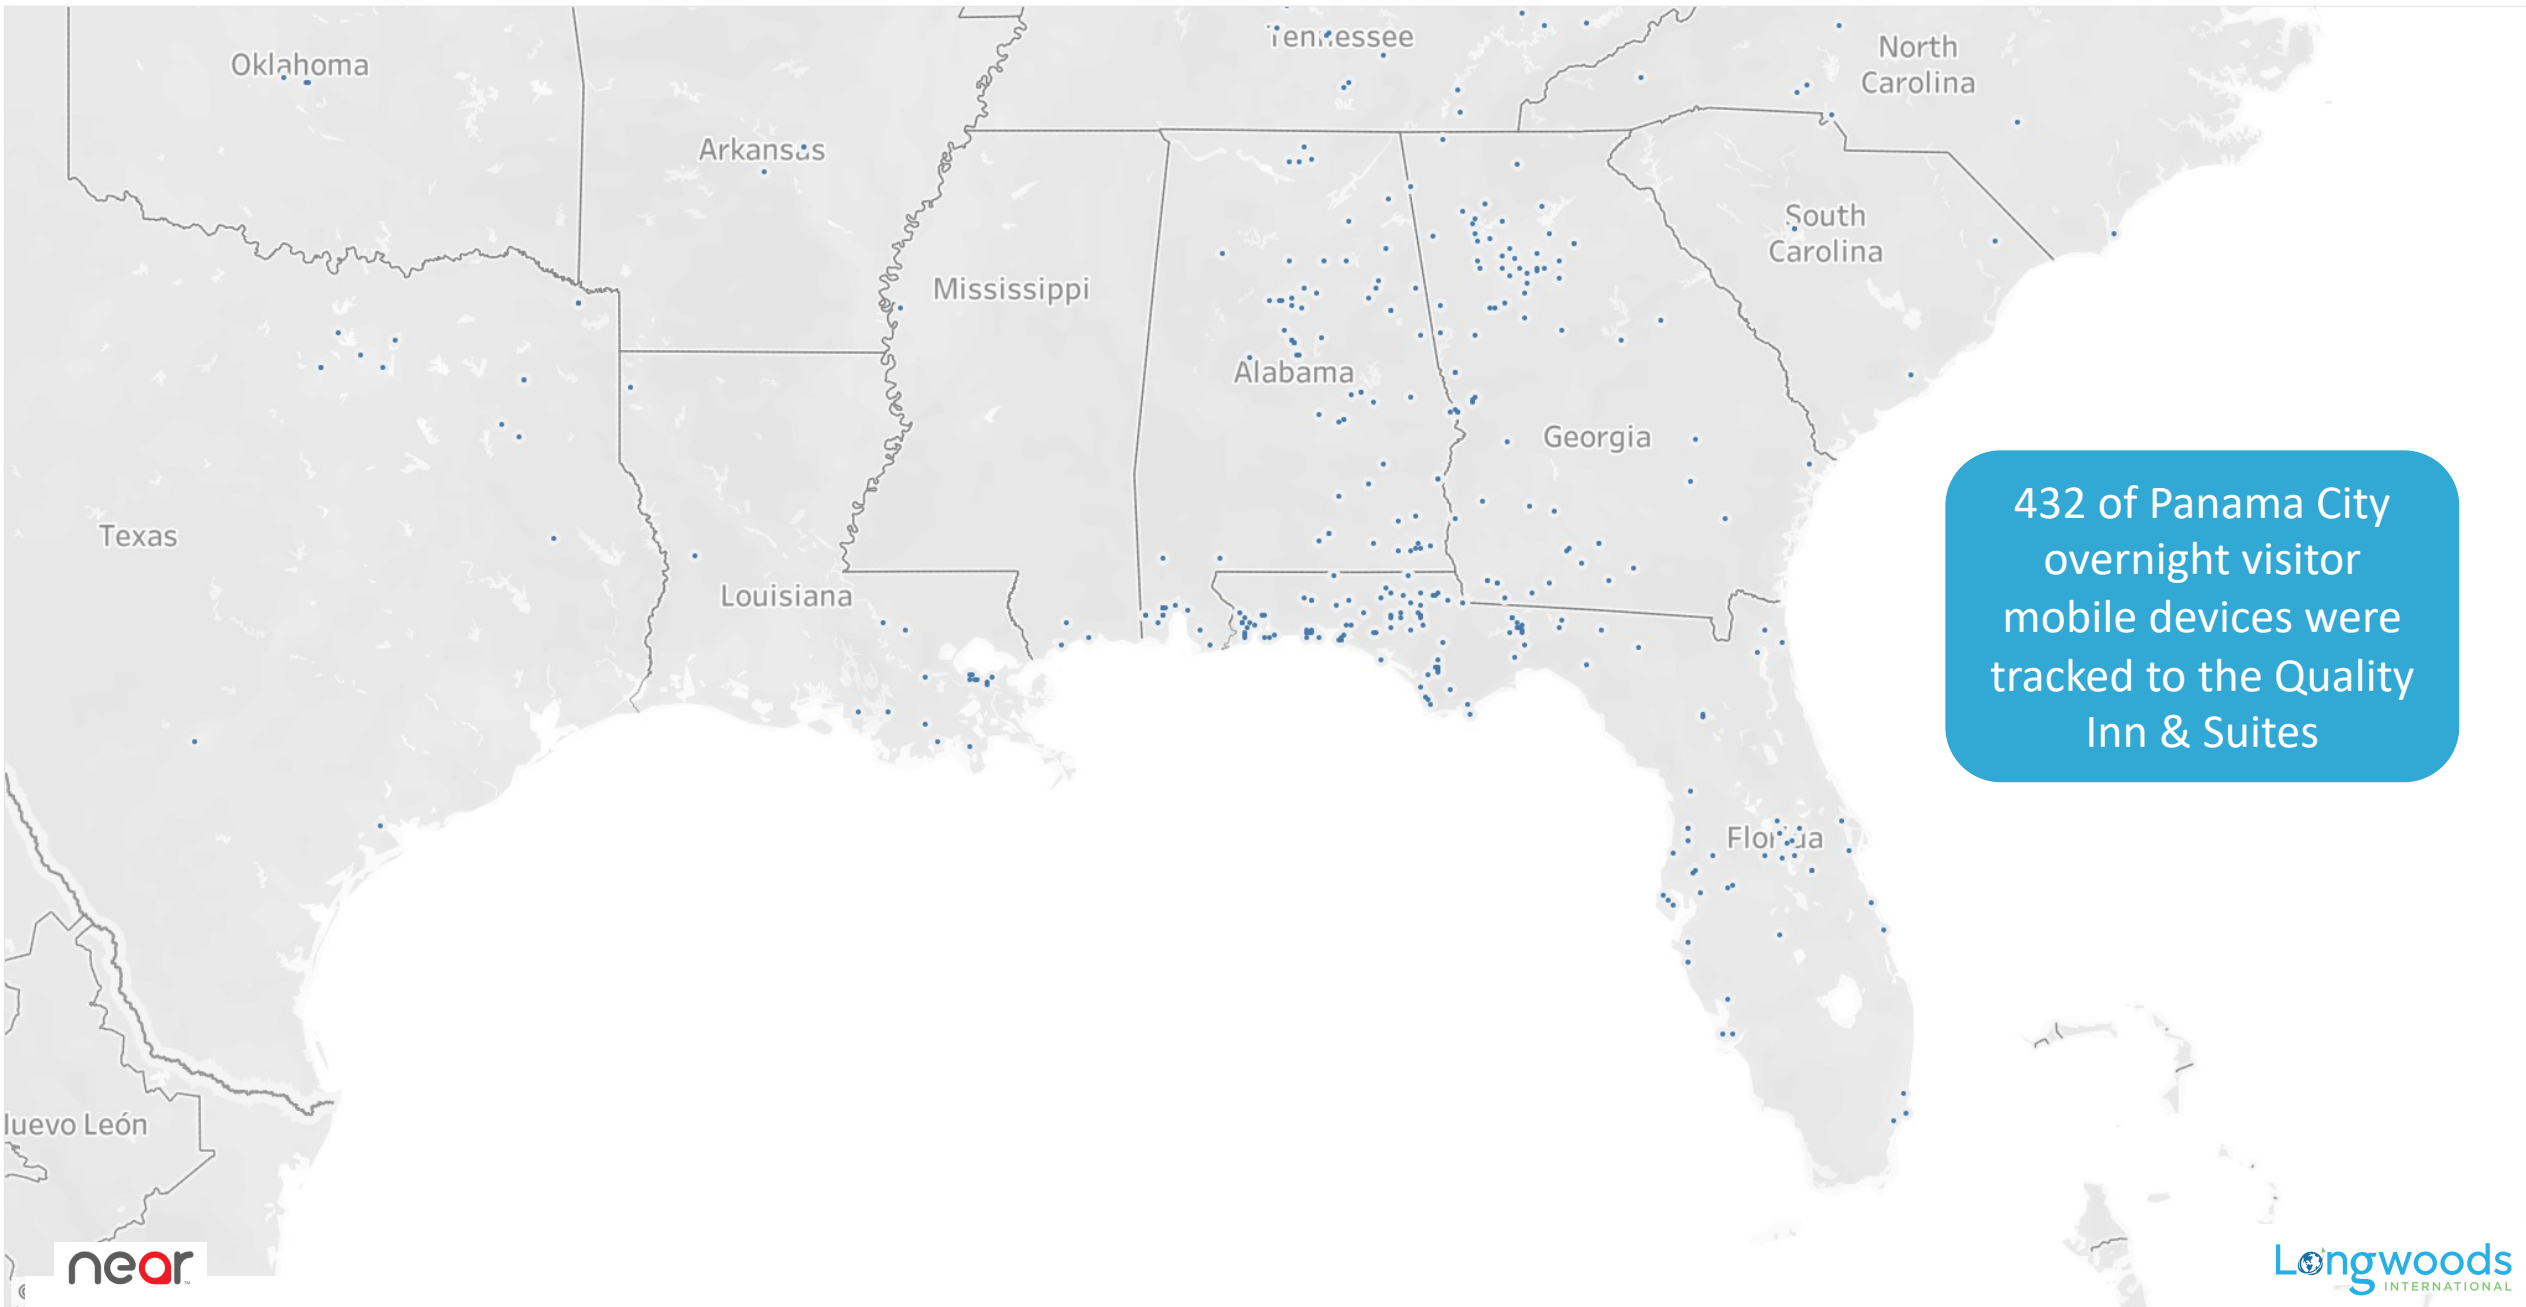 Tennessee
North
Carolina
Oklahoma
Arkansas
South
Carolina
Mississippi
Alabama
Georgia
Texas
Louisiana
432 of Panama City
overnight visitor
mobile devices were
tracked to the Quality
Inn & Suites
Florida
luevo León
near
Longwoods
INTERNATIONAL